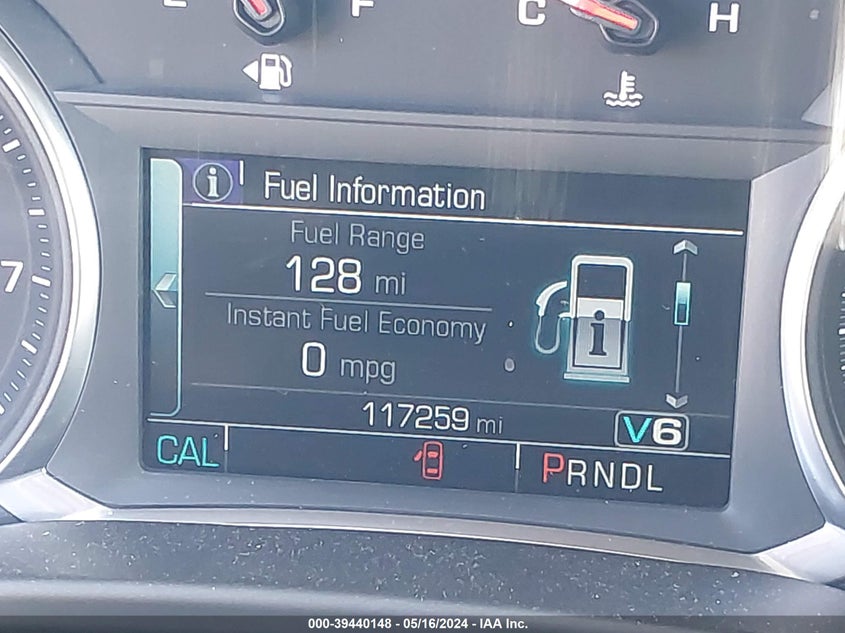 E F C H
7
i Fuel Information
Fuel Range
128 mi
Instant Fuel Economy
0 mpg
i
117259 mi
V6
CAL
PRNDL
000-39440148 - 05/16/2024 - IAA Inc.